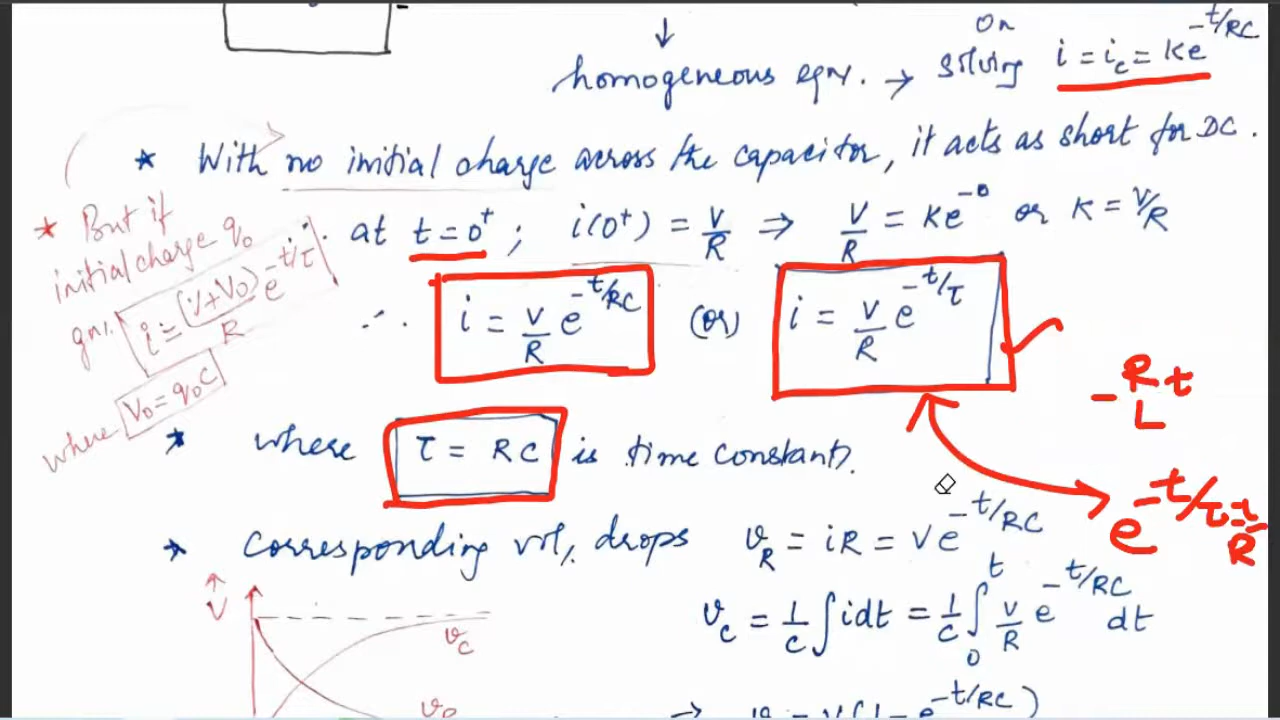 homogeneous eqn. → On solving i = i_c = Ke^{-t/RC}
★ With no initial charge across the capacitor, it acts as short for DC.
∴ at t = 0⁺ ; i(0⁺) = V/R ⇒ V/R = Ke^{-0} or K = V/R
★ But if
initial charge q₀
gn.
i = (V+V₀)/R e^{-t/τ}
where V₀ = q₀C
∴ i = V/R e^{-t/RC} (or) i = V/R e^{-t/τ}
-R/L t
★ where τ = RC is time constant.
e^{-t/τ} = L/R
→ Corresponding vol. drops v_R = iR = Ve^{-t/RC}
v_C = 1/C ∫ i dt = 1/C ∫₀^t V/R e^{-t/RC} dt
V
v_C
v_R